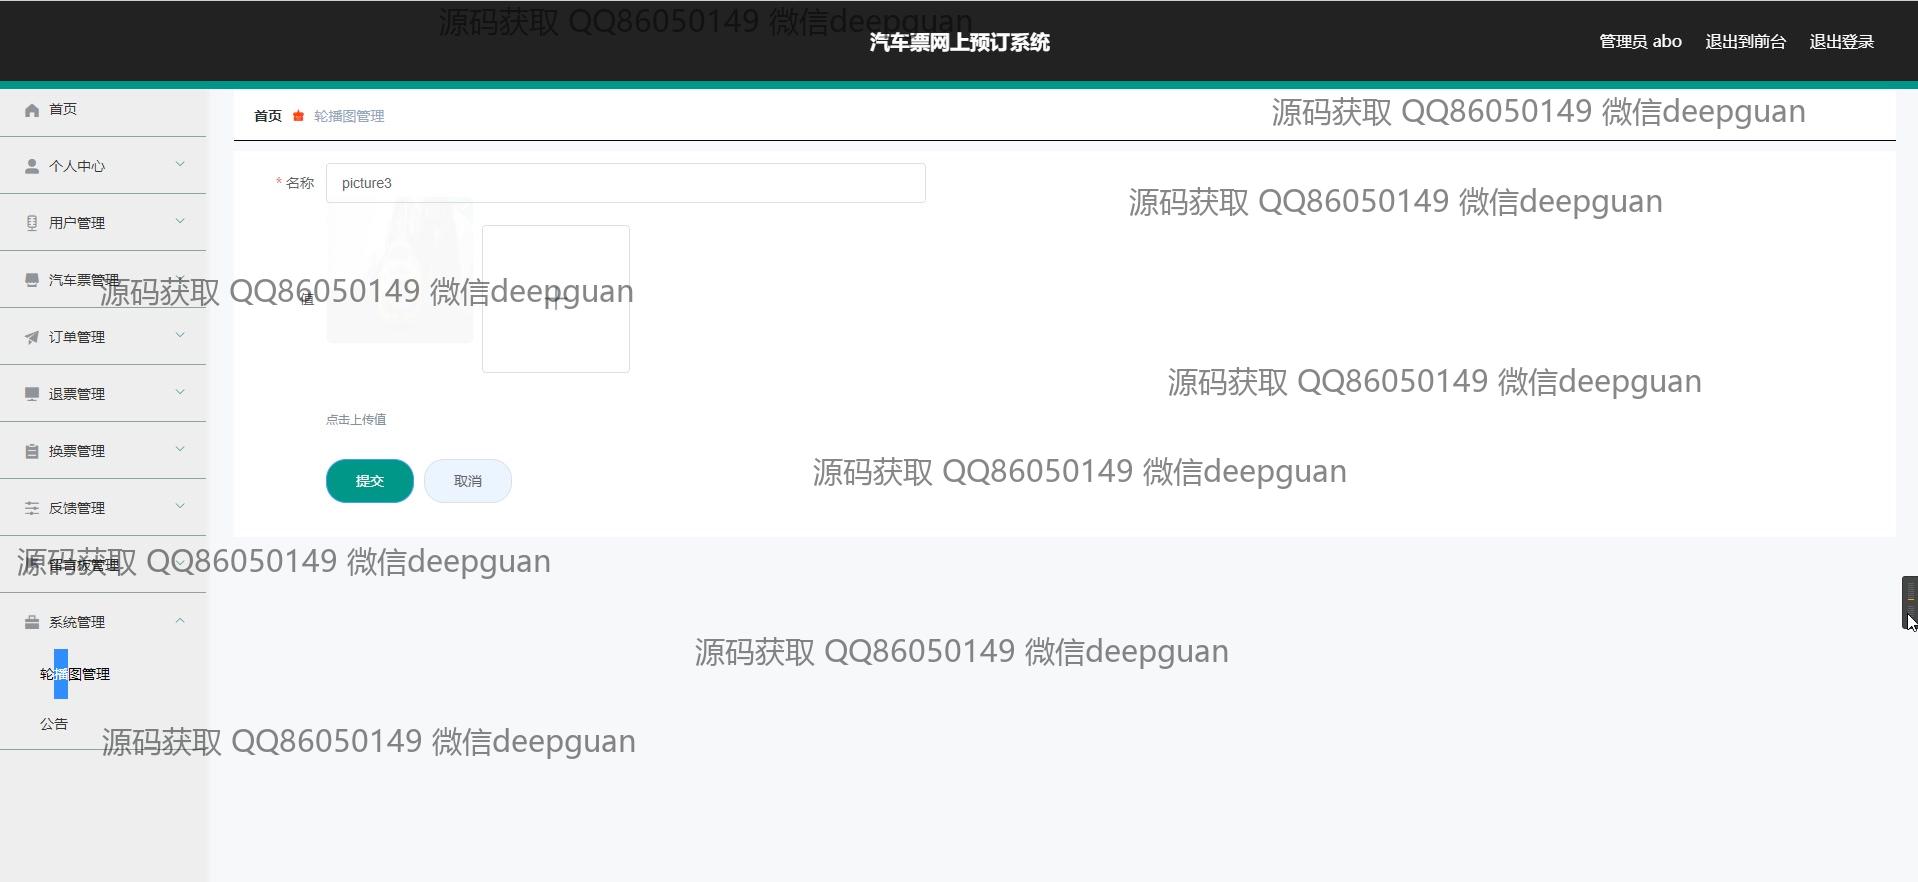 源码获取 QQ86050149 微信deepguan
汽车票网上预订系统
管理员 abo 退出到前台 退出登录
首页
首页 轮播图管理
源码获取 QQ86050149 微信deepguan
个人中心
* 名称 picture3
源码获取 QQ86050149 微信deepguan
用户管理
汽车票管理
源码获取 QQ86050149 微信deepguan
值
订单管理
源码获取 QQ86050149 微信deepguan
退票管理
点击上传值
换票管理
源码获取 QQ86050149 微信deepguan
提交 取消
反馈管理
源码获取 QQ86050149 微信deepguan
留言板管理
系统管理
源码获取 QQ86050149 微信deepguan
轮播图管理
公告
源码获取 QQ86050149 微信deepguan